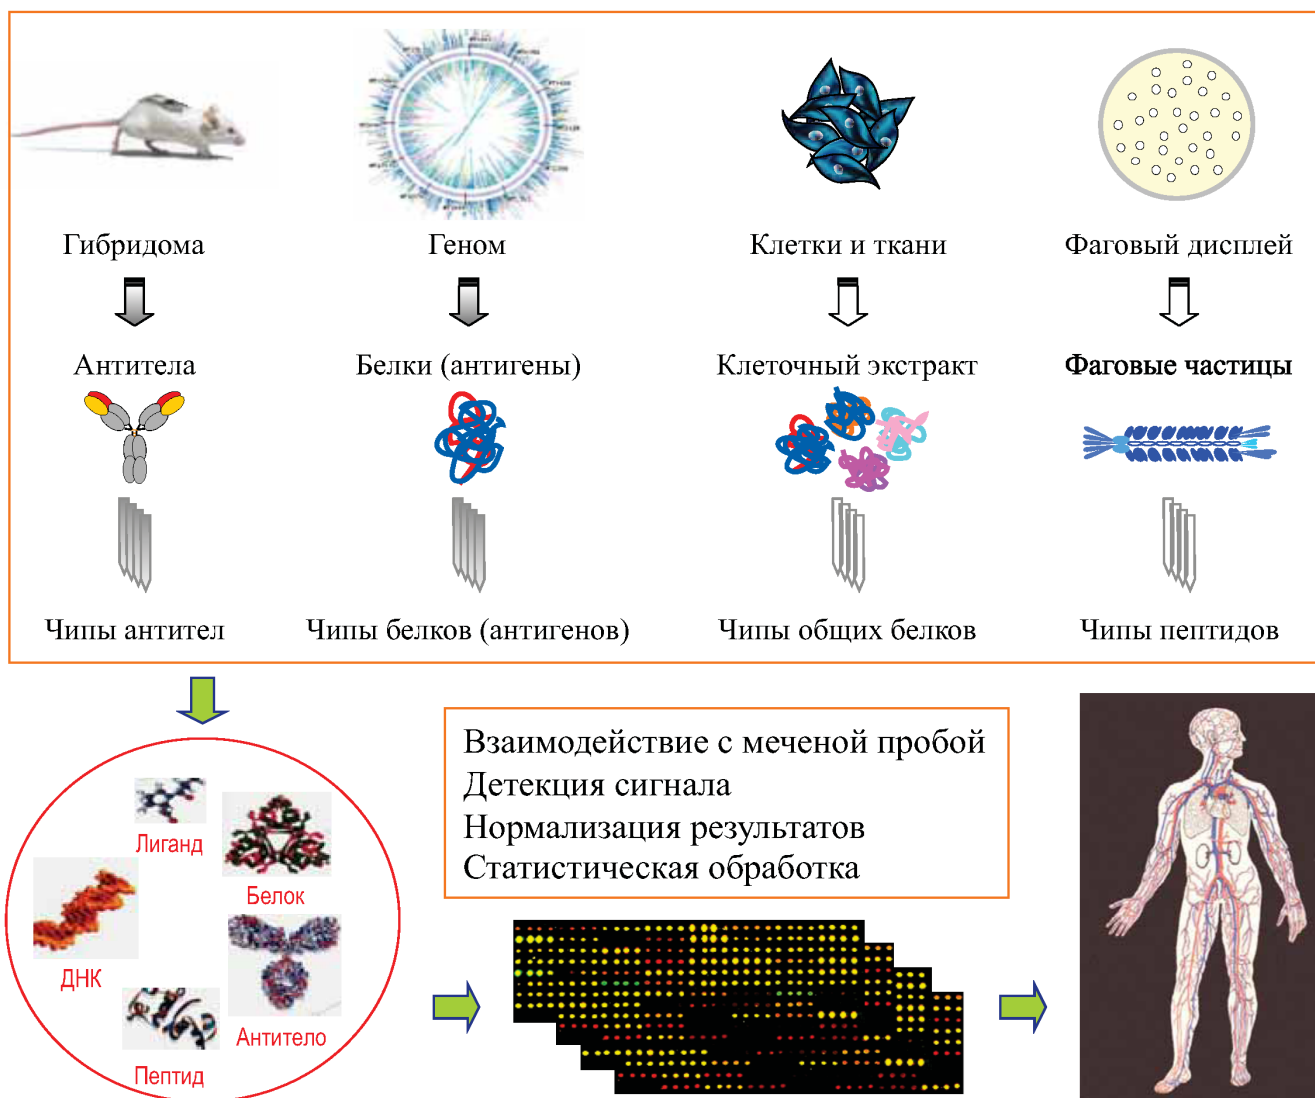 Гибридома
Геном
Клетки и ткани
Фаговый дисплей
Антитела
Белки (антигены)
Клеточный экстракт
Фаговые частицы
Чипы антител
Чипы белков (антигенов)
Чипы общих белков
Чипы пептидов
Взаимодействие с меченой пробой
Детекция сигнала
Нормализация результатов
Статистическая обработка
Лиганд
Белок
ДНК
Антитело
Пептид